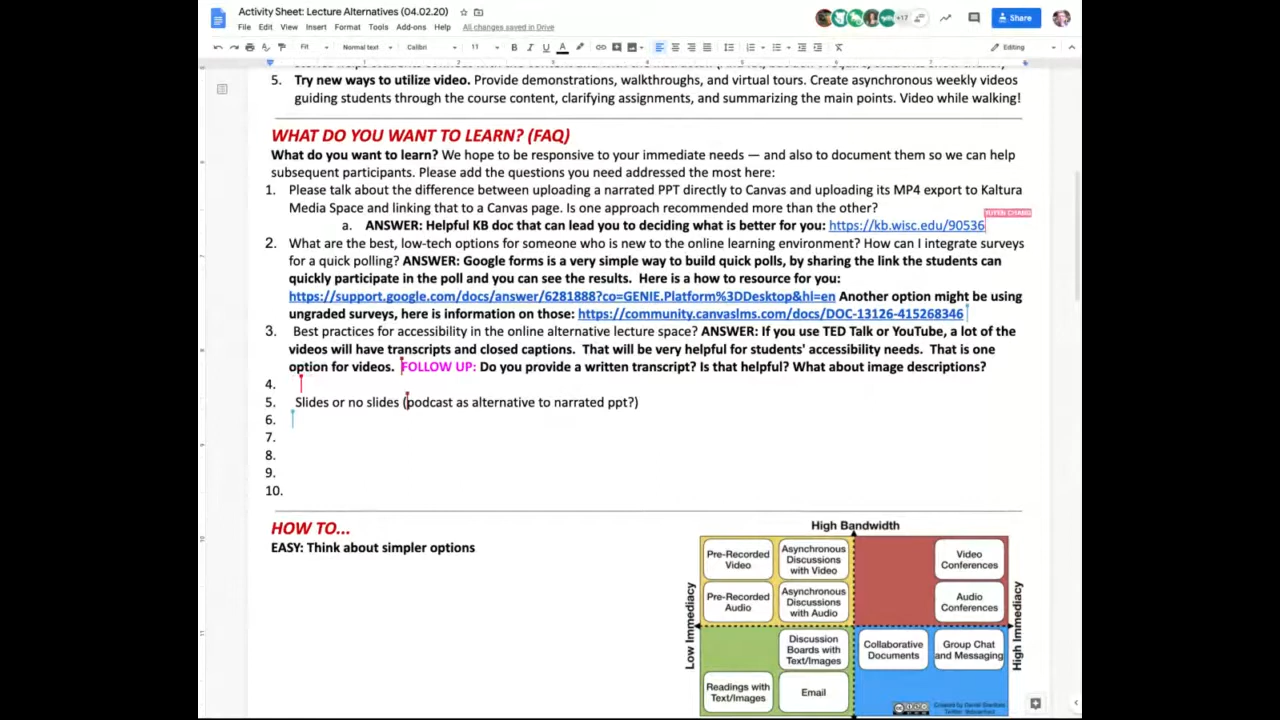 Activity Sheet: Lecture Alternatives (04.02.20)
File Edit View Insert Format Tools Add-ons Help All changes saved in Drive
+17
Share
Fit Normal text Calibri 11 B I U A Editing
5. Try new ways to utilize video. Provide demonstrations, walkthroughs, and virtual tours. Create asynchronous weekly videos
guiding students through the course content, clarifying assignments, and summarizing the main points. Video while walking!
WHAT DO YOU WANT TO LEARN? (FAQ)
What do you want to learn? We hope to be responsive to your immediate needs — and also to document them so we can help
subsequent participants. Please add the questions you need addressed the most here:
1. Please talk about the difference between uploading a narrated PPT directly to Canvas and uploading its MP4 export to Kaltura
Media Space and linking that to a Canvas page. Is one approach recommended more than the other?
a. ANSWER: Helpful KB doc that can lead you to deciding what is better for you: https://kb.wisc.edu/90536
2. What are the best, low-tech options for someone who is new to the online learning environment? How can I integrate surveys
for a quick polling? ANSWER: Google forms is a very simple way to build quick polls, by sharing the link the students can
quickly participate in the poll and you can see the results. Here is a how to resource for you:
https://support.google.com/docs/answer/6281888?co=GENIE.Platform%3DDesktop&hl=en Another option might be using
ungraded surveys, here is information on those: https://community.canvaslms.com/docs/DOC-13126-415268346
3. Best practices for accessibility in the online alternative lecture space? ANSWER: If you use TED Talk or YouTube, a lot of the
videos will have transcripts and closed captions. That will be very helpful for students' accessibility needs. That is one
option for videos. FOLLOW UP: Do you provide a written transcript? Is that helpful? What about image descriptions?
4.
5. Slides or no slides (podcast as alternative to narrated ppt?)
6.
7.
8.
9.
10.
HOW TO...
EASY: Think about simpler options
High Bandwidth
Low Immediacy
High Immediacy
Pre-Recorded
Video
Asynchronous
Discussions
with Video
Video
Conferences
Pre-Recorded
Audio
Asynchronous
Discussions
with Audio
Audio
Conferences
Discussion
Boards with
Text/Images
Collaborative
Documents
Group Chat
and Messaging
Readings with
Text/Images
Email